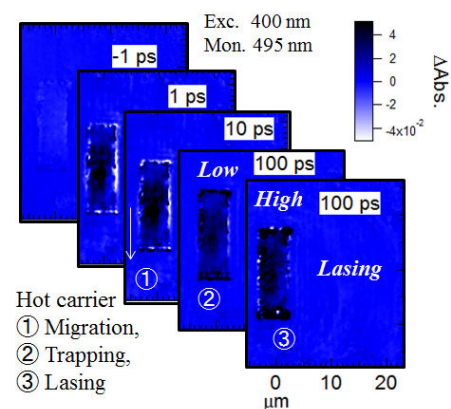 Exc. 400 nm
Mon. 495 nm
-1 ps
1 ps
10 ps
100 ps
100 ps
Low
High
Lasing
①
②
③
4
2
0
-2
-4x10⁻²
ΔAbs.
Hot carrier
① Migration,
② Trapping,
③ Lasing
0 10 20
μm